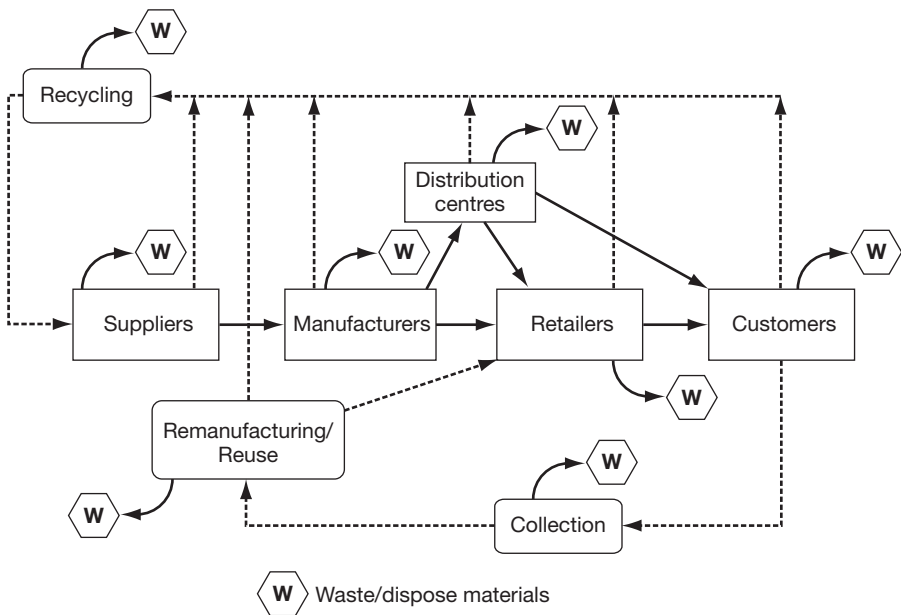 W
Recycling
W
Distribution
centres
W
W
W
Suppliers
Manufacturers
Retailers
Customers
W
Remanufacturing/
Reuse
W
W
Collection
W Waste/dispose materials